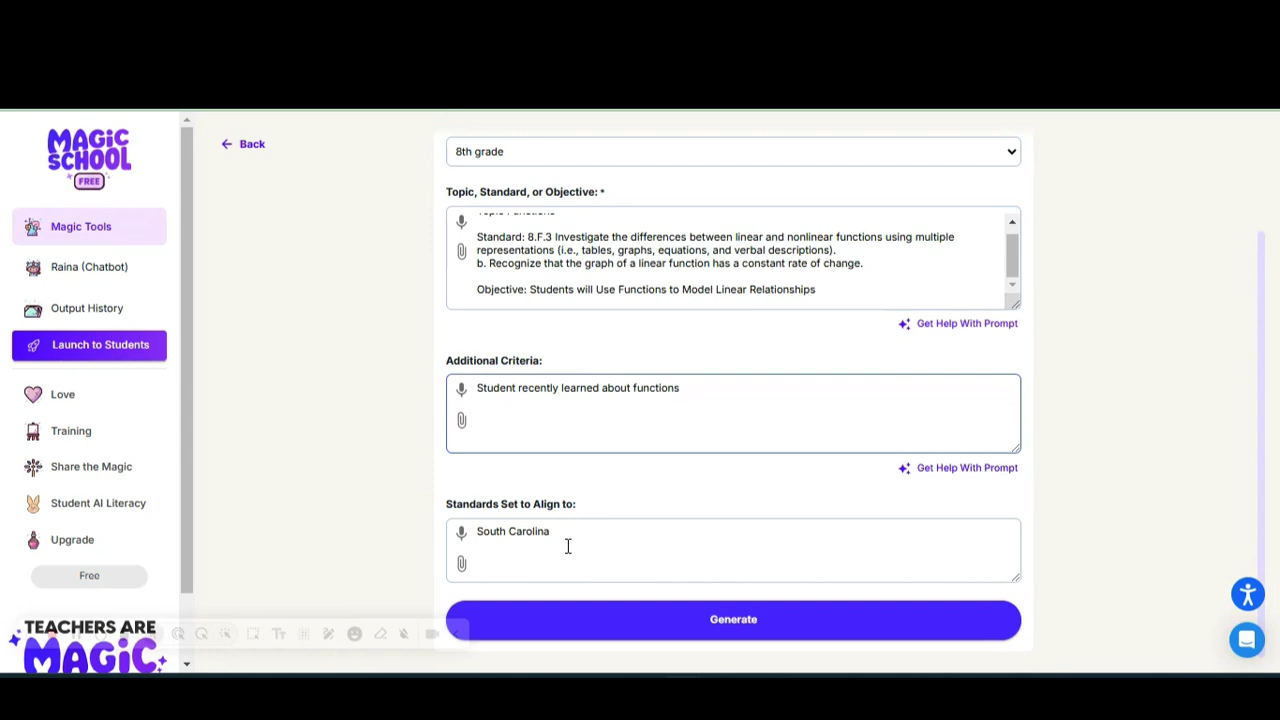 MAGIC
SCHOOL
FREE
Back
8th grade
Magic Tools
Topic, Standard, or Objective: *
Topic Functions
Standard: 8.F.3 Investigate the differences between linear and nonlinear functions using multiple
representations (i.e., tables, graphs, equations, and verbal descriptions).
b. Recognize that the graph of a linear function has a constant rate of change.
Objective: Students will Use Functions to Model Linear Relationships
Raina (Chatbot)
Output History
Launch to Students
Get Help With Prompt
Additional Criteria:
Student recently learned about functions
Love
Training
Share the Magic
Get Help With Prompt
Student AI Literacy
Standards Set to Align to:
South Carolina
Upgrade
Free
Generate
TEACHERS ARE
MAGIC
Tт